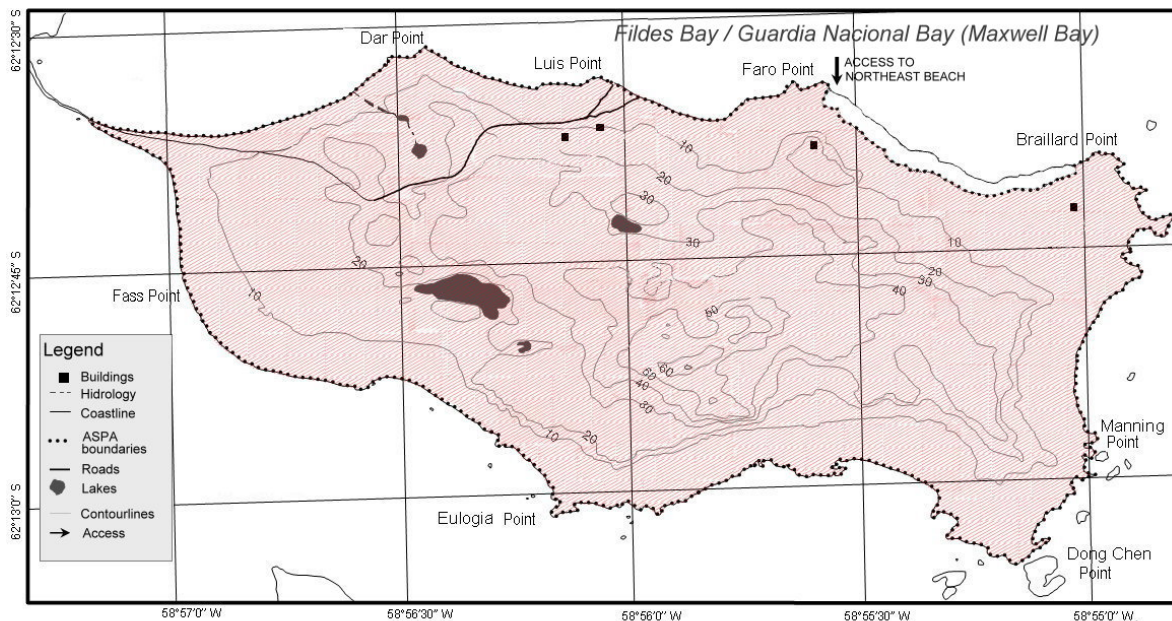 Fildes Bay / Guardia Nacional Bay (Maxwell Bay)
Dar Point
Luis Point
Faro Point
ACCESS TO
NORTHEAST BEACH
Braillard Point
Fass Point
Manning
Point
Eulogia Point
Dong Chen
Point
Legend
Buildings
Hidrology
Coastline
ASPA
boundaries
Roads
Lakes
Contourlines
Access
10
20
30
30
10
20
30
40
20
10
50
60
60
40
30
10
20
62°12'30" S
62°12'45" S
62°13'0" S
58°57'0" W
58°56'30" W
58°56'0" W
58°55'30" W
58°55'0" W